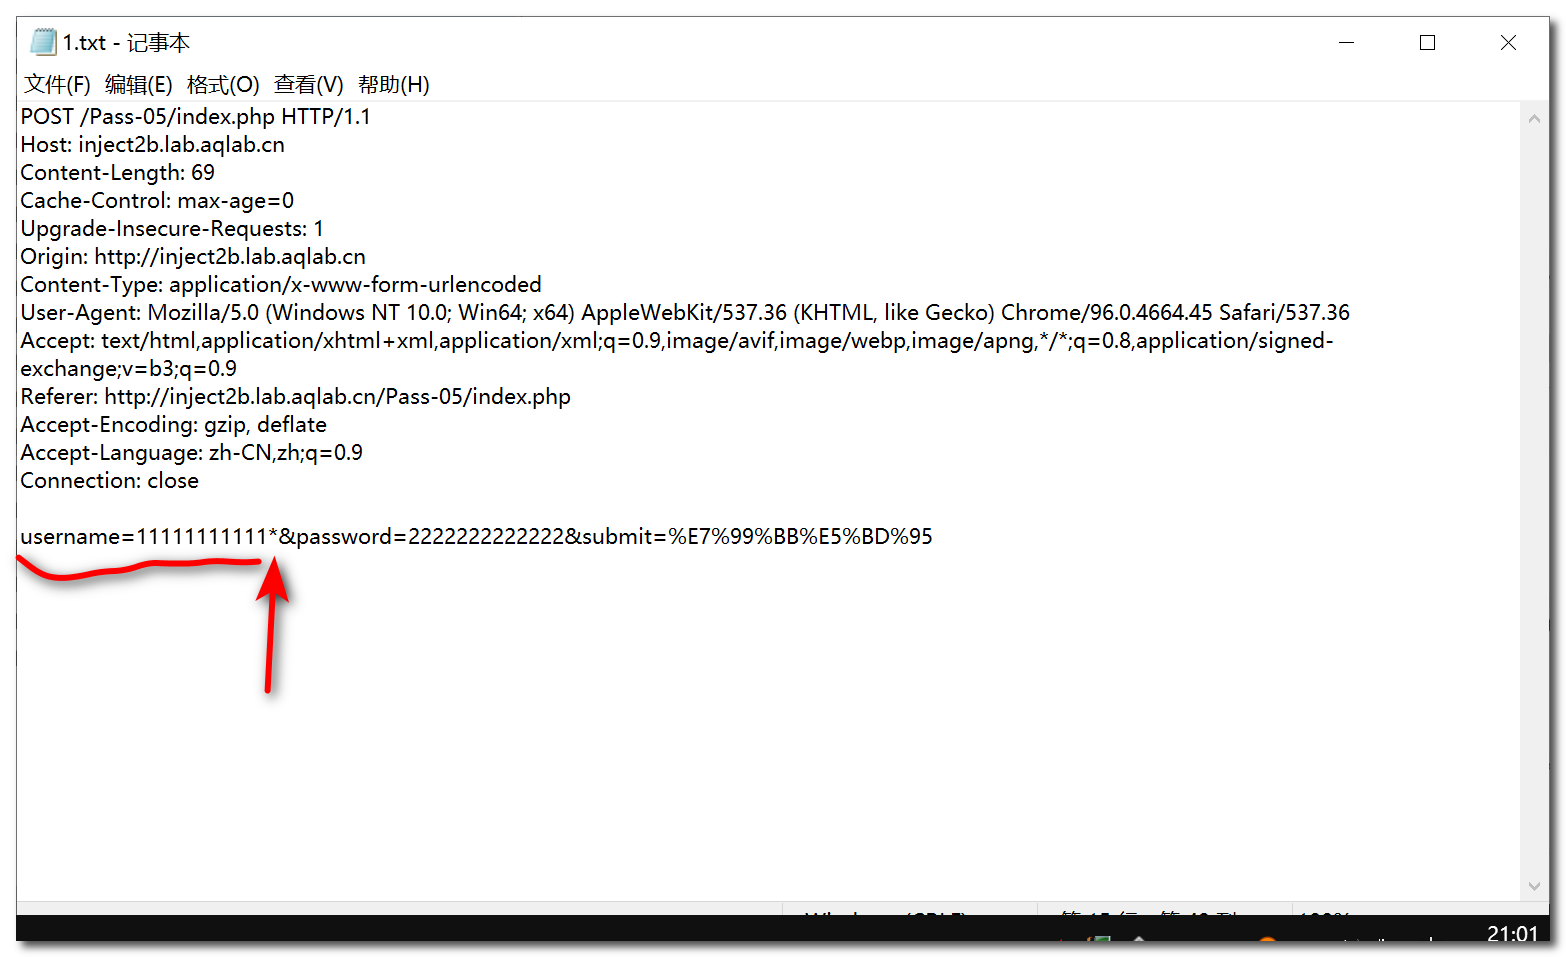 1.txt - 记事本
文件(F) 编辑(E) 格式(O) 查看(V) 帮助(H)
POST /Pass-05/index.php HTTP/1.1
Host: inject2b.lab.aqlab.cn
Content-Length: 69
Cache-Control: max-age=0
Upgrade-Insecure-Requests: 1
Origin: http://inject2b.lab.aqlab.cn
Content-Type: application/x-www-form-urlencoded
User-Agent: Mozilla/5.0 (Windows NT 10.0; Win64; x64) AppleWebKit/537.36 (KHTML, like Gecko) Chrome/96.0.4664.45 Safari/537.36
Accept: text/html,application/xhtml+xml,application/xml;q=0.9,image/avif,image/webp,image/apng,*/*;q=0.8,application/signed-
exchange;v=b3;q=0.9
Referer: http://inject2b.lab.aqlab.cn/Pass-05/index.php
Accept-Encoding: gzip, deflate
Accept-Language: zh-CN,zh;q=0.9
Connection: close
username=11111111111*&password=2222222222222&submit=%E7%99%BB%E5%BD%95
21:01